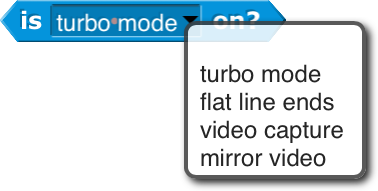 is turbo mode on?
turbo mode
flat line ends
video capture
mirror video